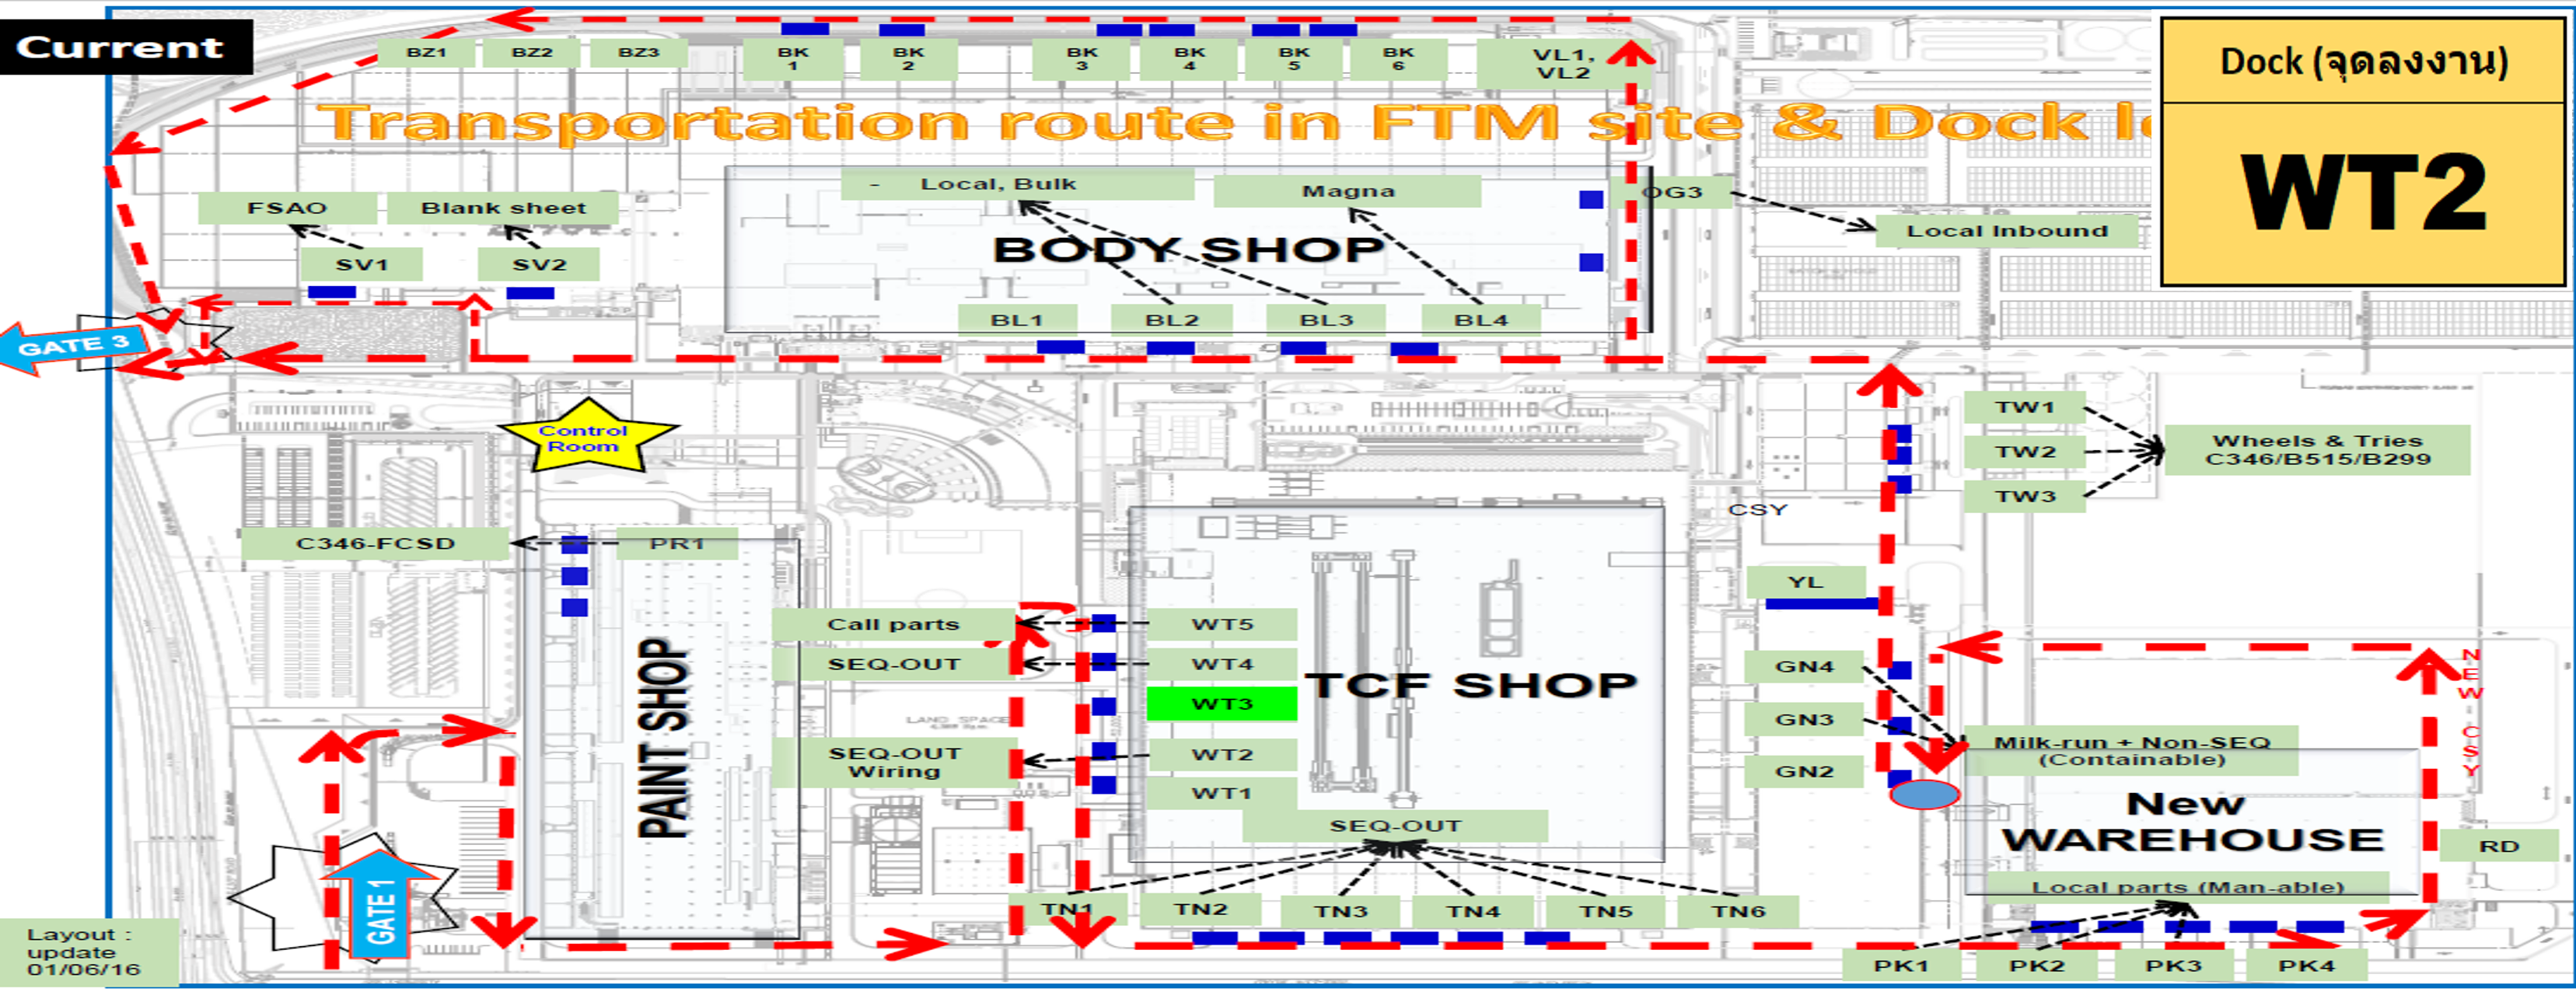 Current
BZ1
BZ2
BZ3
BK
1
BK
2
BK
3
BK
4
BK
5
BK
6
VL1,
VL2
Dock (จุดลงงาน)
WT2
Transportation route in FTM site & Dock l
- Local, Bulk
Magna
OG3
Local Inbound
FSAO
Blank sheet
BODY SHOP
SV1
SV2
BL1
BL2
BL3
BL4
GATE 3
Control
Room
TW1
TW2
TW3
Wheels & Tries
C346/B515/B299
CSY
C346-FCSD
PR1
YL
Call parts
WT5
SEQ-OUT
WT4
WT3
TCF SHOP
PAINT SHOP
GN4
GN3
GN2
NEW CSY
LAND SPACE
SEQ-OUT
Wiring
WT2
WT1
SEQ-OUT
Milk-run + Non-SEQ
(Containable)
New
WAREHOUSE
RD
Local parts (Man-able)
GATE 1
TN1
TN2
TN3
TN4
TN5
TN6
Layout :
update
01/06/16
PK1
PK2
PK3
PK4